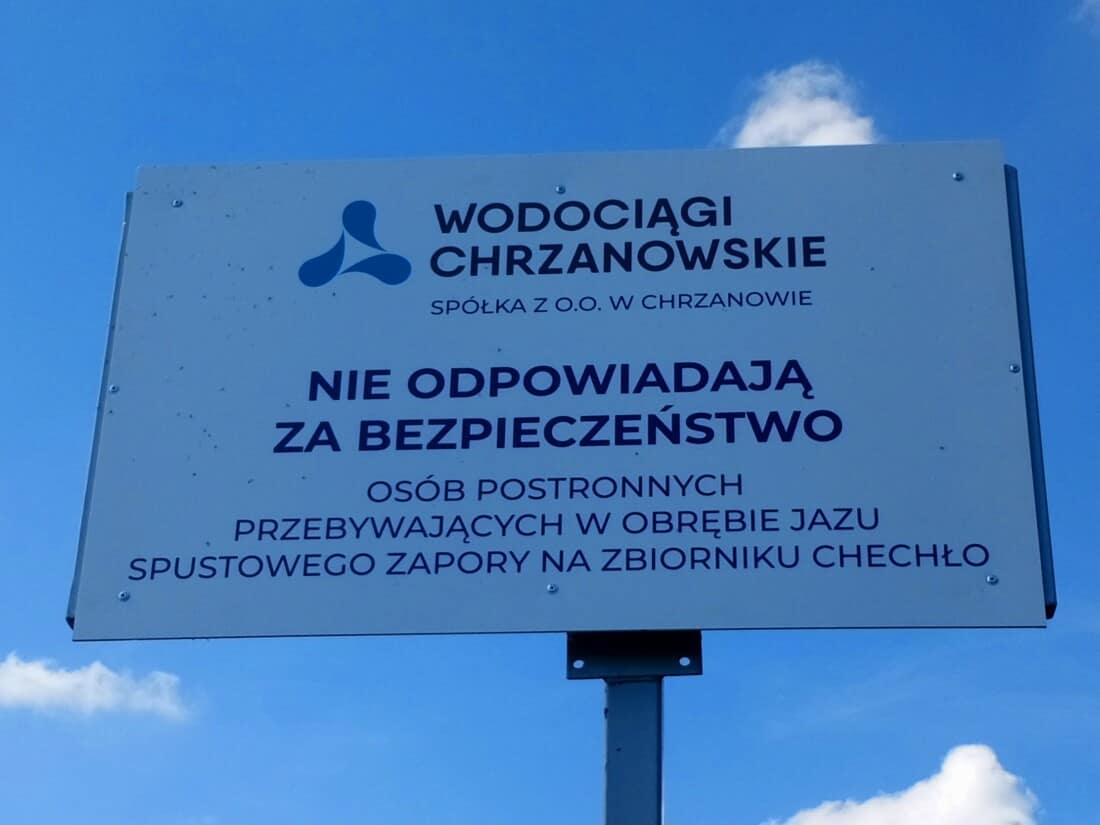 WODOCIĄGI
CHRZANOWSKIE
SPÓŁKA Z O.O. W CHRZANOWIE
NIE ODPOWIADAJĄ
ZA BEZPIECZEŃSTWO
OSÓB POSTRONNYCH
PRZEBYWAJĄCYCH W OBRĘBIE JAZU
SPUSTOWEGO ZAPORY NA ZBIORNIKU CHECHŁO